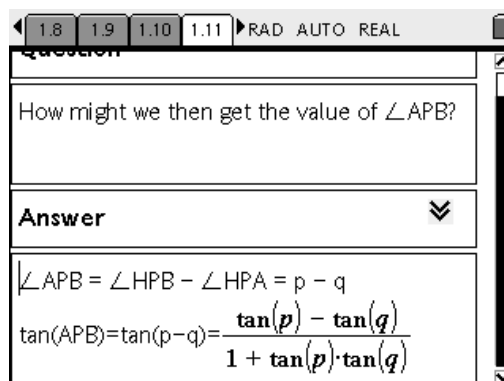 1.8 1.9 1.10 1.11 RAD AUTO REAL
Question
How might we then get the value of ∠APB?
Answer
∠APB = ∠HPB − ∠HPA = p − q
tan(APB)=tan(p−q)= (tan(p) − tan(q)) / (1 + tan(p)·tan(q))